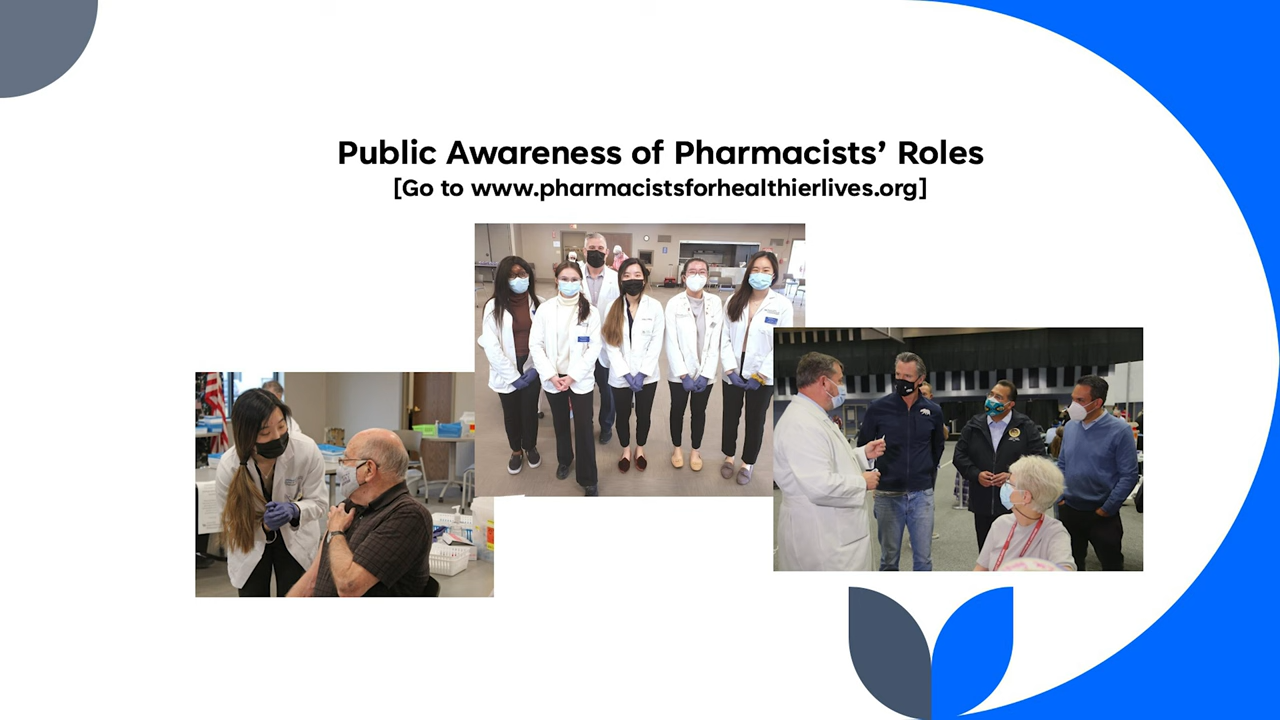 Public Awareness of Pharmacists’ Roles
[Go to www.pharmacistsforhealthierlives.org]